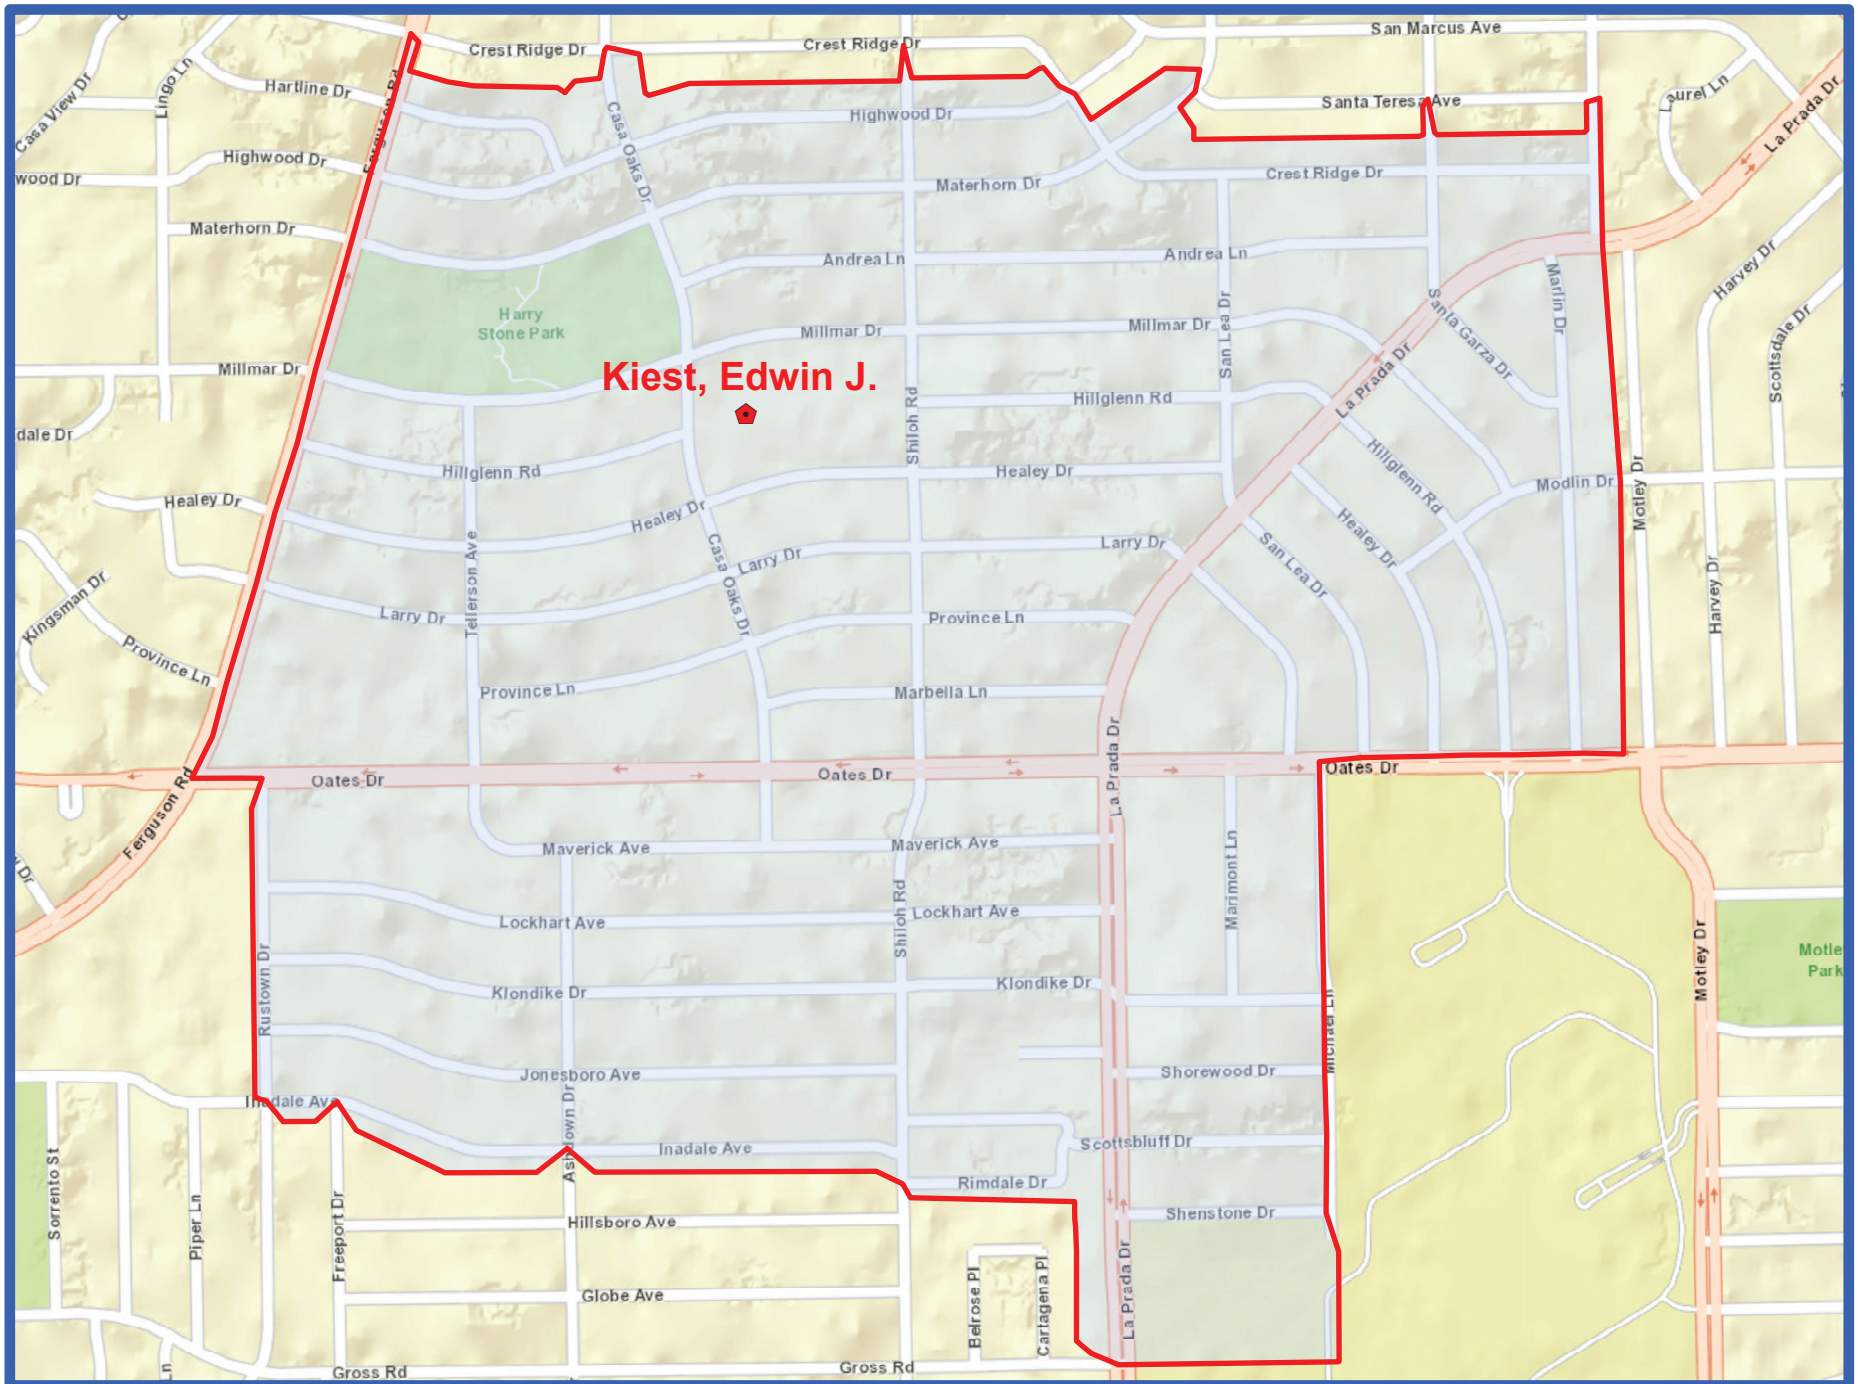 San Marcus Ave
Crest Ridge Dr
Crest Ridge Dr
Lingo Ln
Casa View Dr
Hartline Dr
Ferguson Rd
Casa Oaks Dr
Highwood Dr
Santa Teresa Ave
Laurel Ln
La Prada Dr
Highwood Dr
wood Dr
Materhorn Dr
Crest Ridge Dr
Materhorn Dr
Andrea Ln
Andrea Ln
Harvey Dr
Marlin Dr
Harry
Stone Park
Millmar Dr
Millmar Dr
San Lea Dr
Santa Garza Dr
Scottsdale Dr
Millmar Dr
Kiest, Edwin J.
La Prada Dr
Shiloh Rd
Hillglenn Rd
dale Dr
Hillglenn Rd
Healey Dr
Hillglenn Rd
Modlin Dr
Motley Dr
Healey Dr
Healey Dr
Healey Dr
Larry Dr
Casa Oaks Dr
Larry Dr
San Lea Dr
Tellerson Ave
Kingsman Dr
Harvey Dr
Larry Dr
Province Ln
Province Ln
Province Ln
Marbella Ln
La Prada Dr
Oates Dr
Oates Dr
Oates Dr
Ferguson Rd
Maverick Ave
Maverick Ave
Marimont Ln
Dr
Lockhart Ave
Lockhart Ave
Shiloh Rd
Rustown Dr
Klondike Dr
Klondike Dr
Motley Dr
Motle
Park
Michael Ln
Jonesboro Ave
Shorewood Dr
Inadale Ave
Ashdown Dr
Inadale Ave
Scottsbluff Dr
Rimdale Dr
Sorrento St
Piper Ln
Freeport Dr
Hillsboro Ave
Shenstone Dr
Globe Ave
Belrose Pl
Cartagena Pl
La Prada Dr
Ln
Gross Rd
Gross Rd